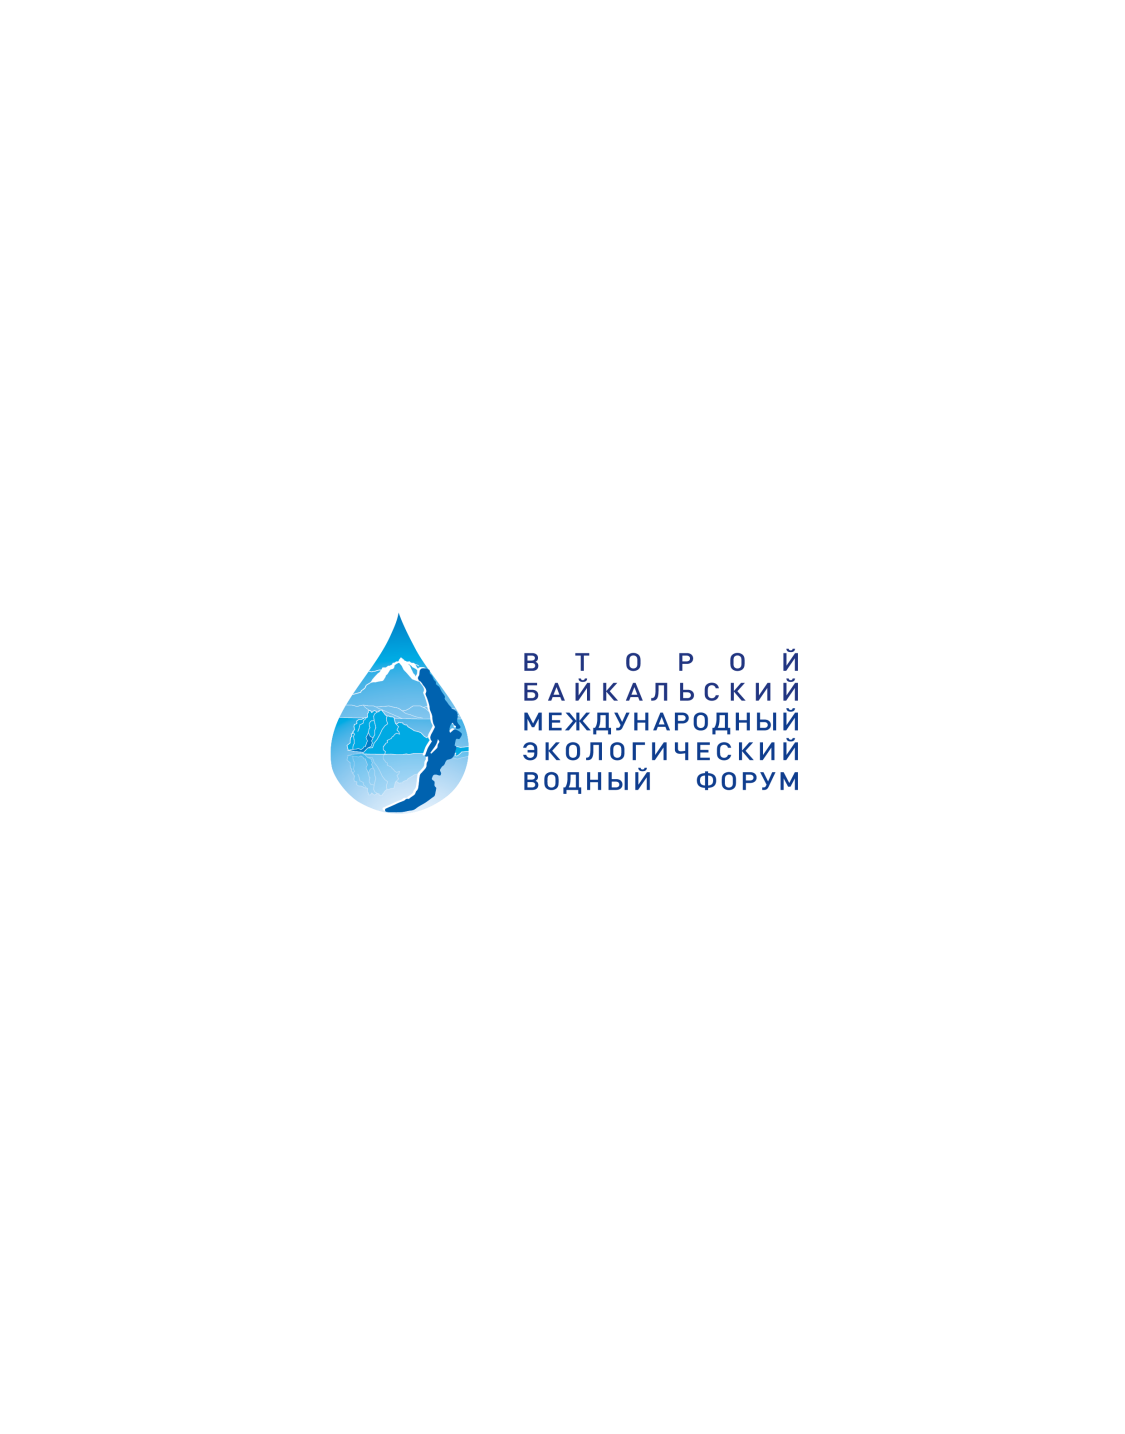 ВТОРОЙ
БАЙКАЛЬСКИЙ
МЕЖДУНАРОДНЫЙ
ЭКОЛОГИЧЕСКИЙ
ВОДНЫЙ ФОРУМ